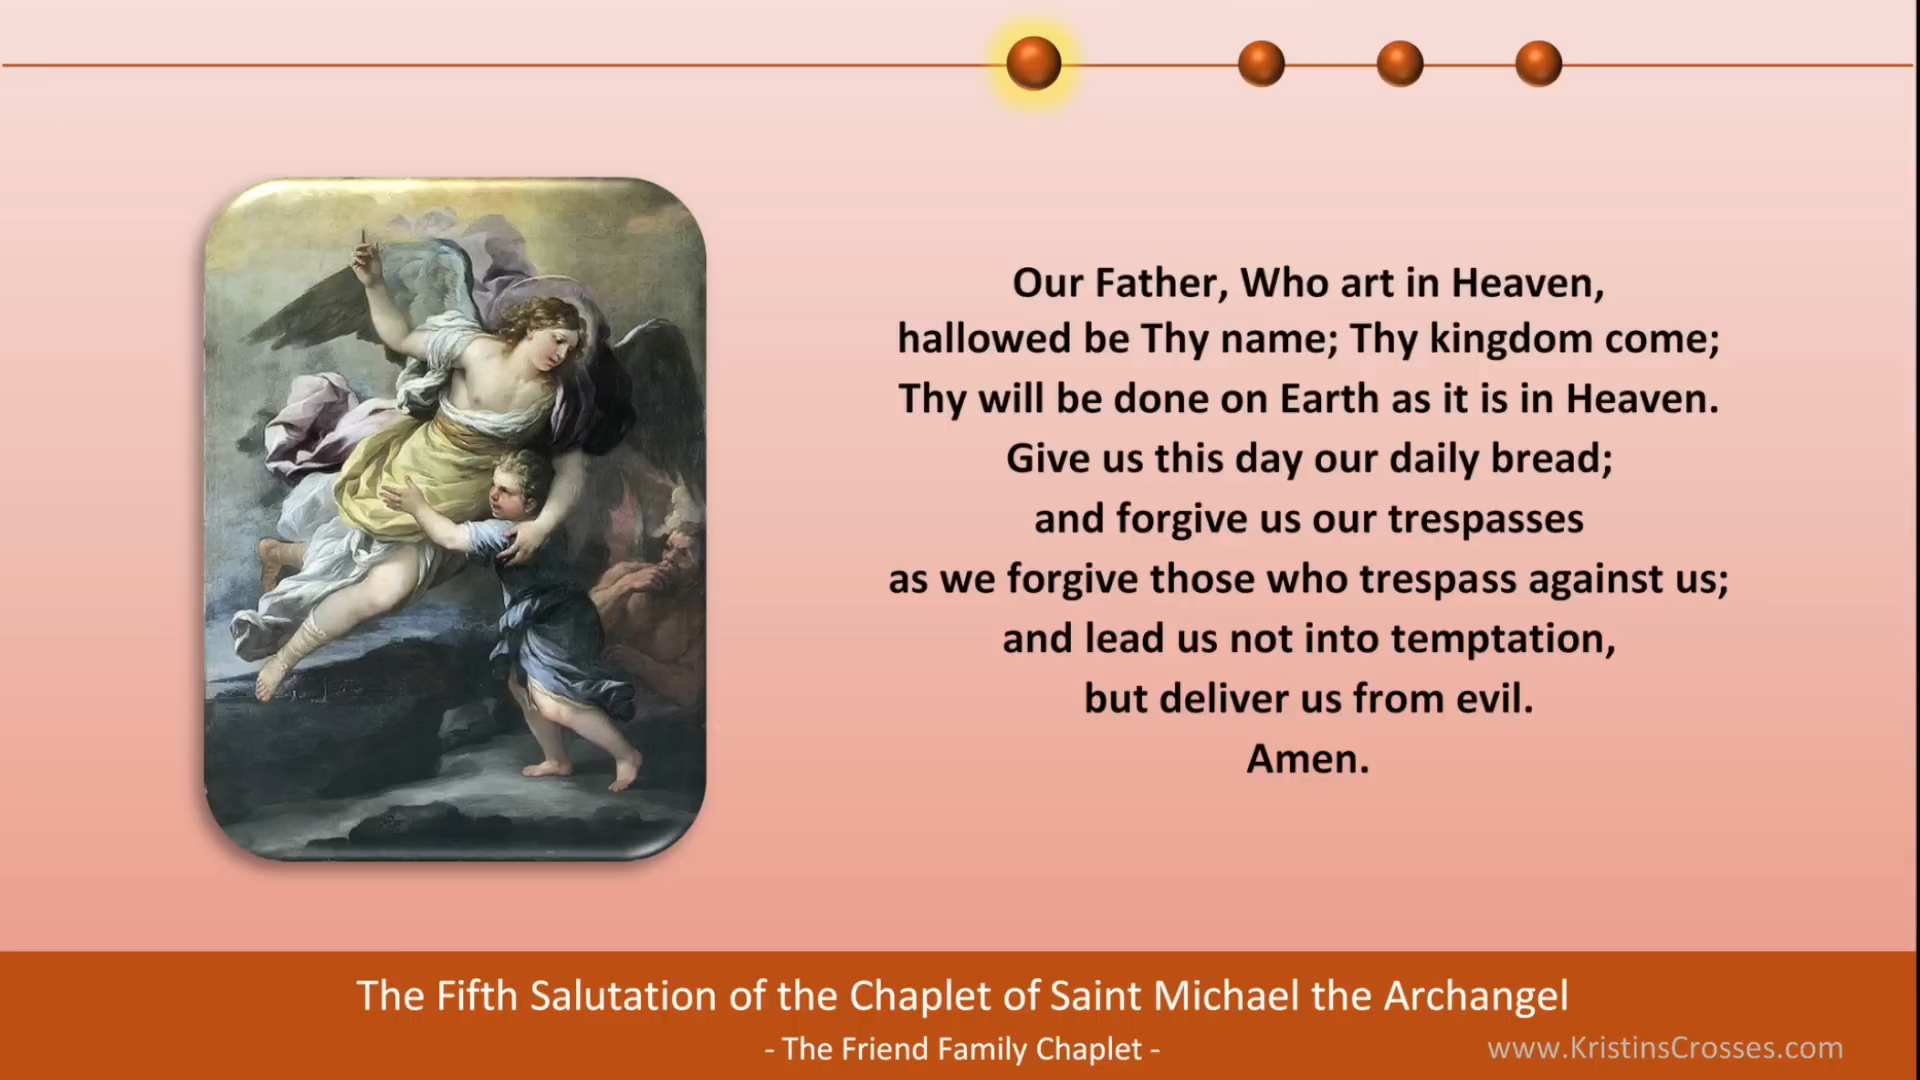 Our Father, Who art in Heaven,
hallowed be Thy name; Thy kingdom come;
Thy will be done on Earth as it is in Heaven.
Give us this day our daily bread;
and forgive us our trespasses
as we forgive those who trespass against us;
and lead us not into temptation,
but deliver us from evil.
Amen.
The Fifth Salutation of the Chaplet of Saint Michael the Archangel
- The Friend Family Chaplet -
www.KristinsCrosses.com